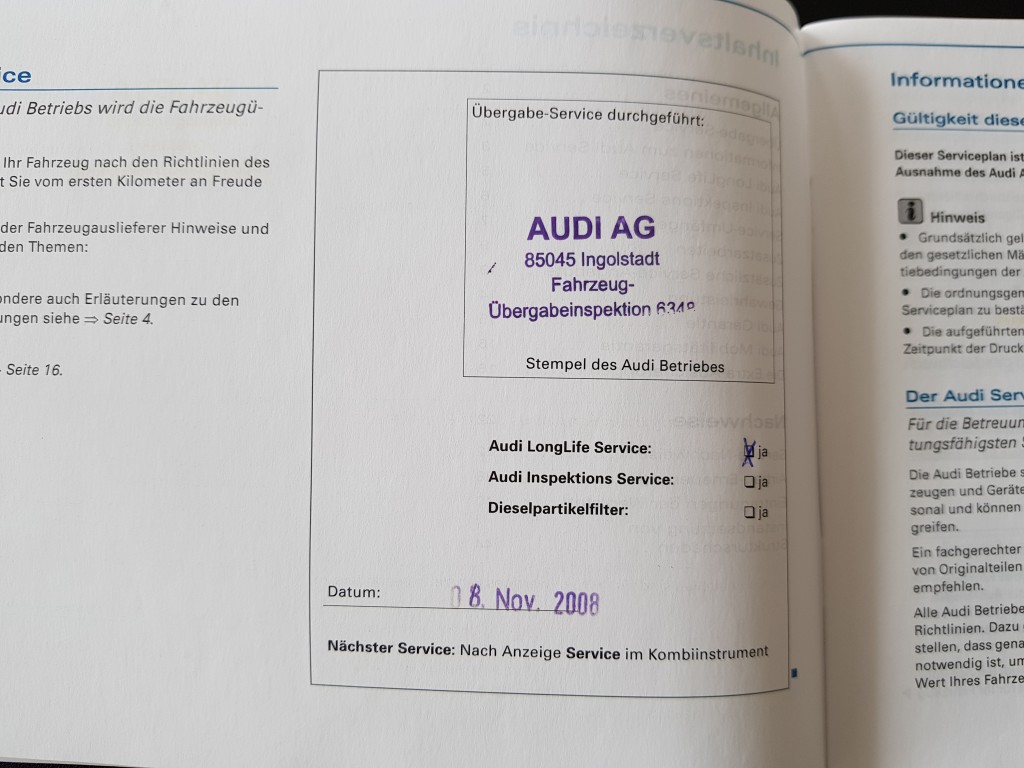 ice
udi Betriebs wird die Fahrzeugü-
Ihr Fahrzeug nach den Richtlinien des
t Sie vom ersten Kilometer an Freude
der Fahrzeugauslieferer Hinweise und
den Themen:
ondere auch Erläuterungen zu den
ungen siehe ⇒ Seite 4.
Seite 16.
Übergabe-Service durchgeführt:
AUDI AG
85045 Ingolstadt
Fahrzeug-
Übergabeinspektion
Stempel des Audi Betriebes
Audi LongLife Service: ja
Audi Inspektions Service: ja
Dieselpartikelfilter: ja
Datum: 08. Nov. 2008
Nächster Service: Nach Anzeige Service im Kombiinstrument
Informatione
Gültigkeit diese
Dieser Serviceplan ist
Ausnahme des Audi A
Hinweis
• Grundsätzlich gel
den gesetzlichen Mä
tiebedingungen der
• Die ordnungsgen
Serviceplan zu bestä
• Die aufgeführten
Zeitpunkt der Druck
Der Audi Serv
Für die Betreuun
tungsfähigsten S
Die Audi Betriebe s
zeugen und Geräte
sonal und können
greifen.
Ein fachgerechter
von Originalteilen
empfehlen.
Alle Audi Betriebe
Richtlinien. Dazu
stellen, dass gena
notwendig ist, um
Wert Ihres Fahrze